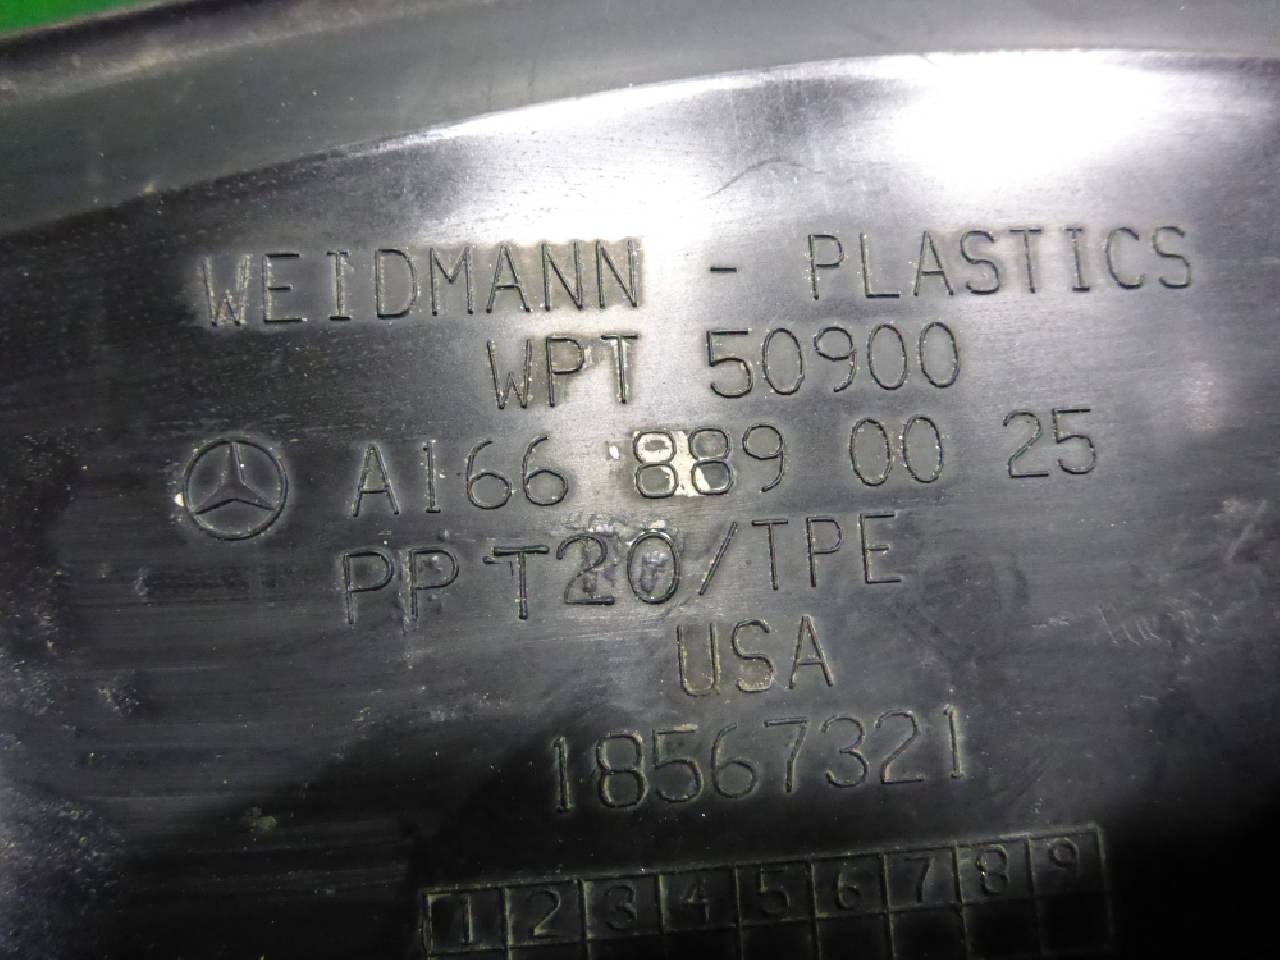 WEIDMANN - PLASTICS
WPT 50900
A166 889 00 25
PP T20/TPE
USA
18567321
1 2 3 4 5 6 7 8 9